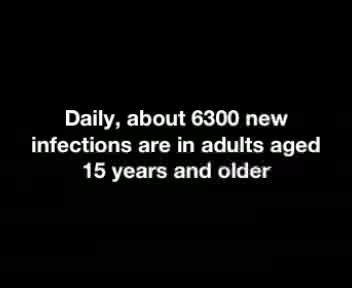 Daily, about 6300 new
infections are in adults aged
15 years and older